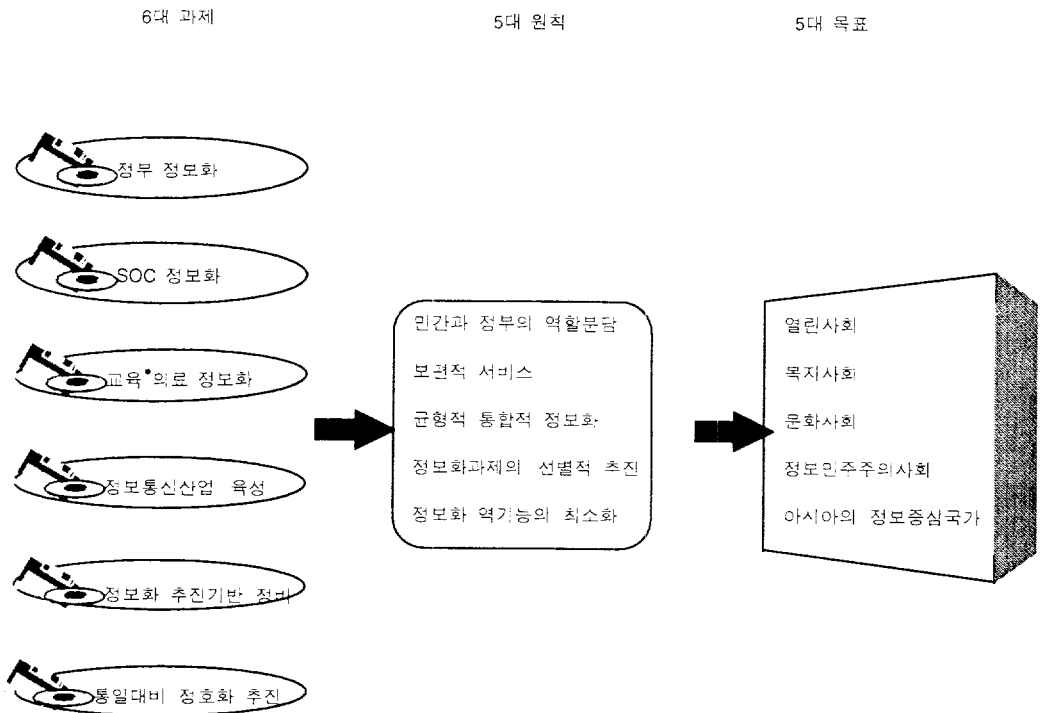 6대 과제
5대 원칙
5대 목표
정부 정보화
SOC 정보화
교육•의료 정보화
정보통신산업 육성
정보화 추진기반 정비
통일대비 정호화 추진
민간과 정부의 역할분담
보편적 서비스
균형적 통합적 정보화
정보화과제의 선별적 추진
정보화 역기능의 최소화
열린사회
복지사회
문화사회
정보민주주의사회
아시아의 정보중심국가